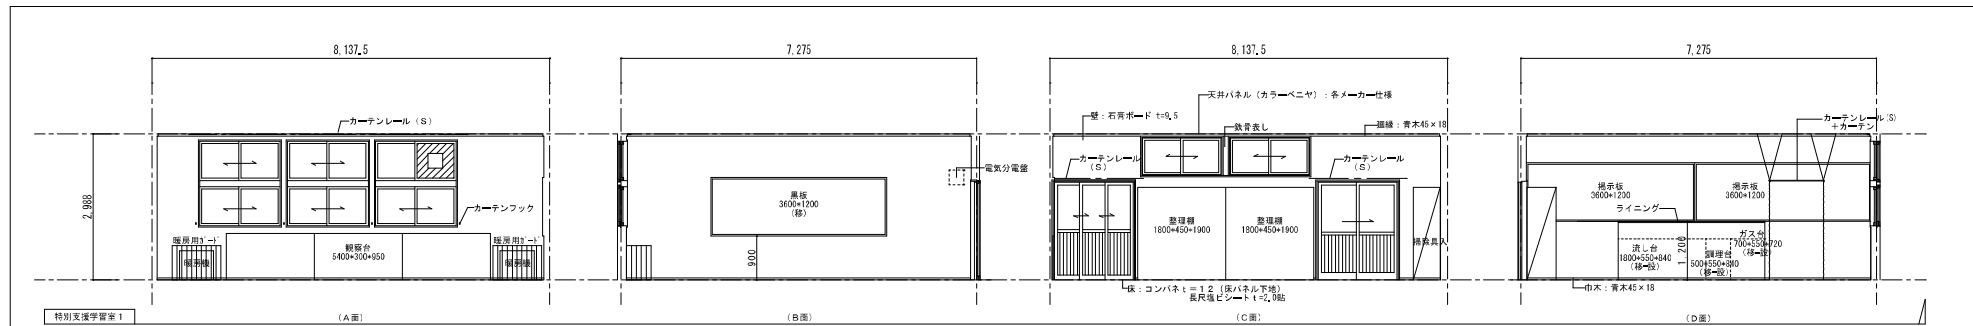 8,137.5
7,275
8,137.5
7,275
カーテンレール（S）
2,988
カーテンフック
暖房用ガード
暖房機
観察台
5400*300*950
暖房用ガード
暖房機
電気分電盤
黒板
3600*1200
(移)
900
天井パネル（カラーベニヤ）：各メーカー仕様
壁：石膏ボード t=9.5
鉄骨表し
廻縁：青木45×18
カーテンレール
（S）
カーテンレール
（S）
整理棚
1800*450*1900
整理棚
1800*450*1900
掃除具入
床：コンパネｔ＝１２（床パネル下地）
長尺塩ビシートｔ=2.0貼
カーテンレール(S)
＋カーテン
掲示板
3600*1200
掲示板
3600*1200
ライニング
流し台
1800*550*840
(移設)
1,200
調理台
500*550*840
(移設)
ガス台
700*550*720
(移設)
巾木：青木45×18
特別支援学習室１
（A面）
（B面）
（C面）
（D面）